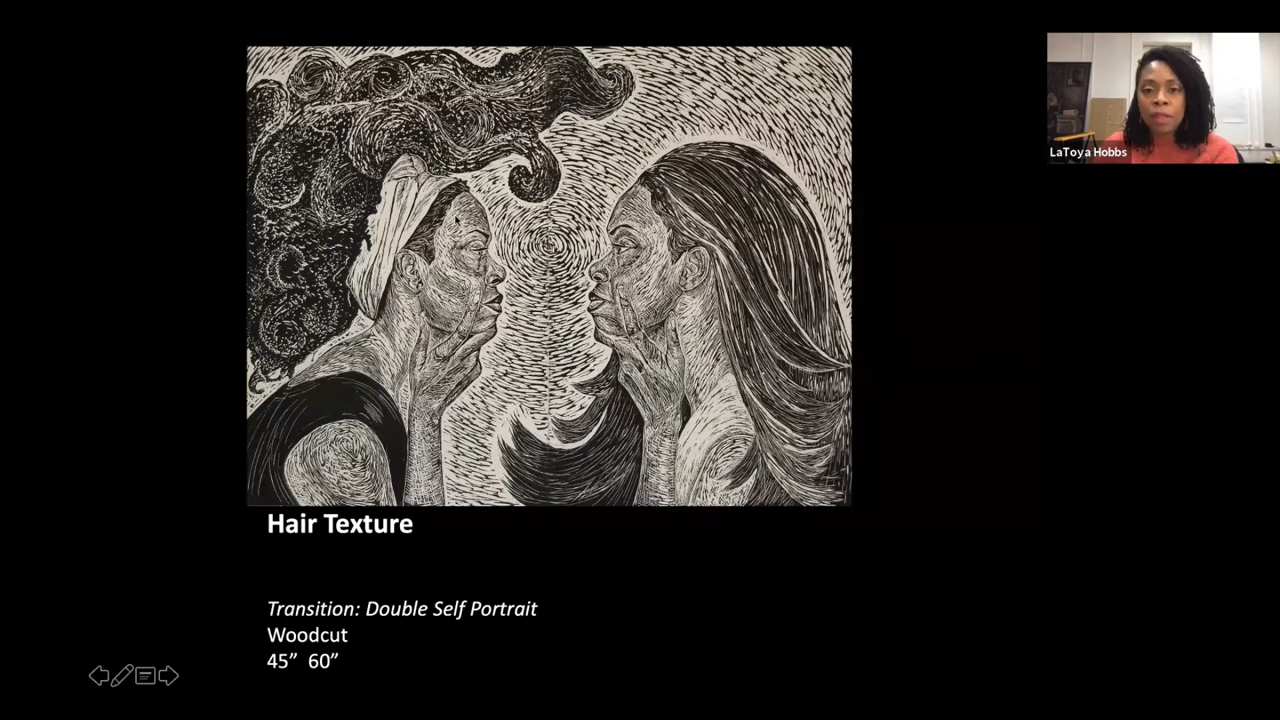 LaToya Hobbs
Hair Texture
Transition: Double Self Portrait
Woodcut
45” 60”